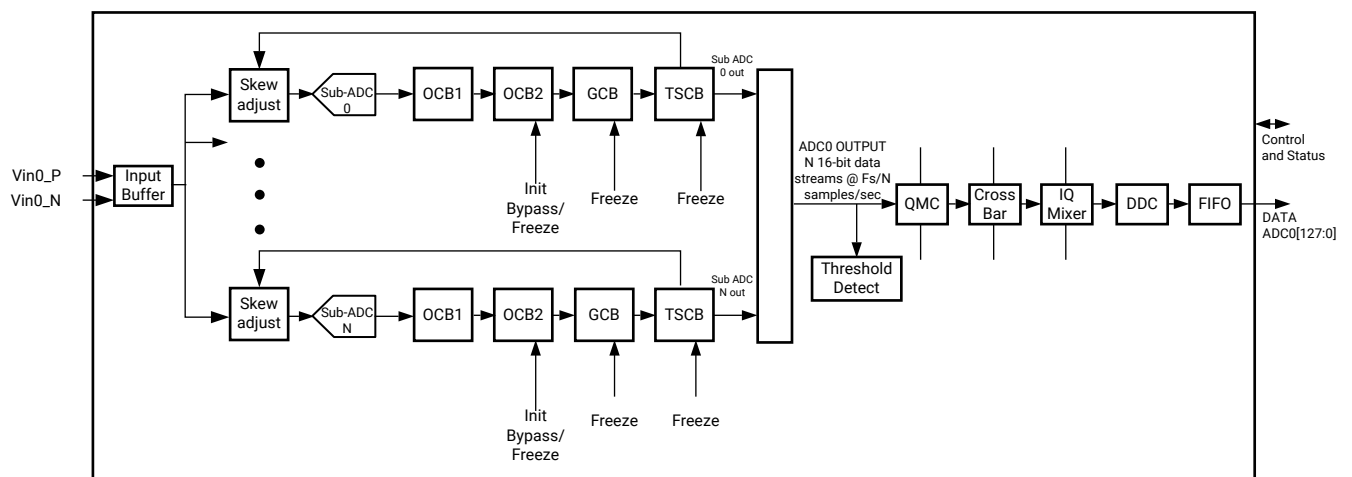 Skew
adjust
Sub-ADC
0
OCB1
OCB2
GCB
TSCB
Sub ADC
0 out
Init
Bypass/
Freeze
Freeze
Freeze
Vin0_P
Vin0_N
Input
Buffer
ADC0 OUTPUT
N 16-bit data
streams @ Fs/N
samples/sec
QMC
Cross
Bar
IQ
Mixer
DDC
FIFO
Control
and Status
DATA
ADC0[127:0]
Threshold
Detect
Skew
adjust
Sub-ADC
N
OCB1
OCB2
GCB
TSCB
Sub ADC
N out
Init
Bypass/
Freeze
Freeze
Freeze